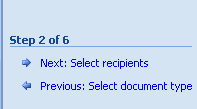 Step 2 of 6
Next: Select recipients
Previous: Select document type